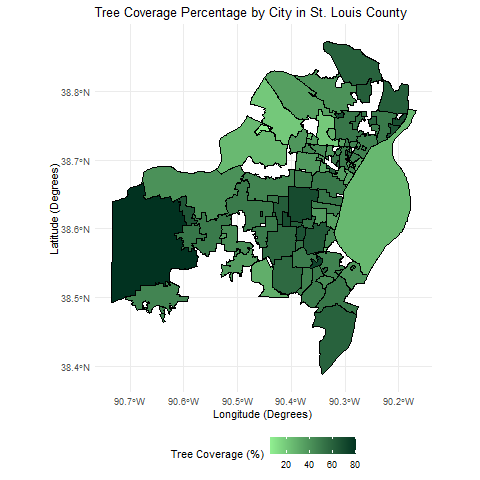 Tree Coverage Percentage by City in St. Louis County
38.8°N
38.7°N
38.6°N
38.5°N
38.4°N
Latitude (Degrees)
90.7°W 90.6°W 90.5°W 90.4°W 90.3°W 90.2°W
Longitude (Degrees)
Tree Coverage (%)
20 40 60 80